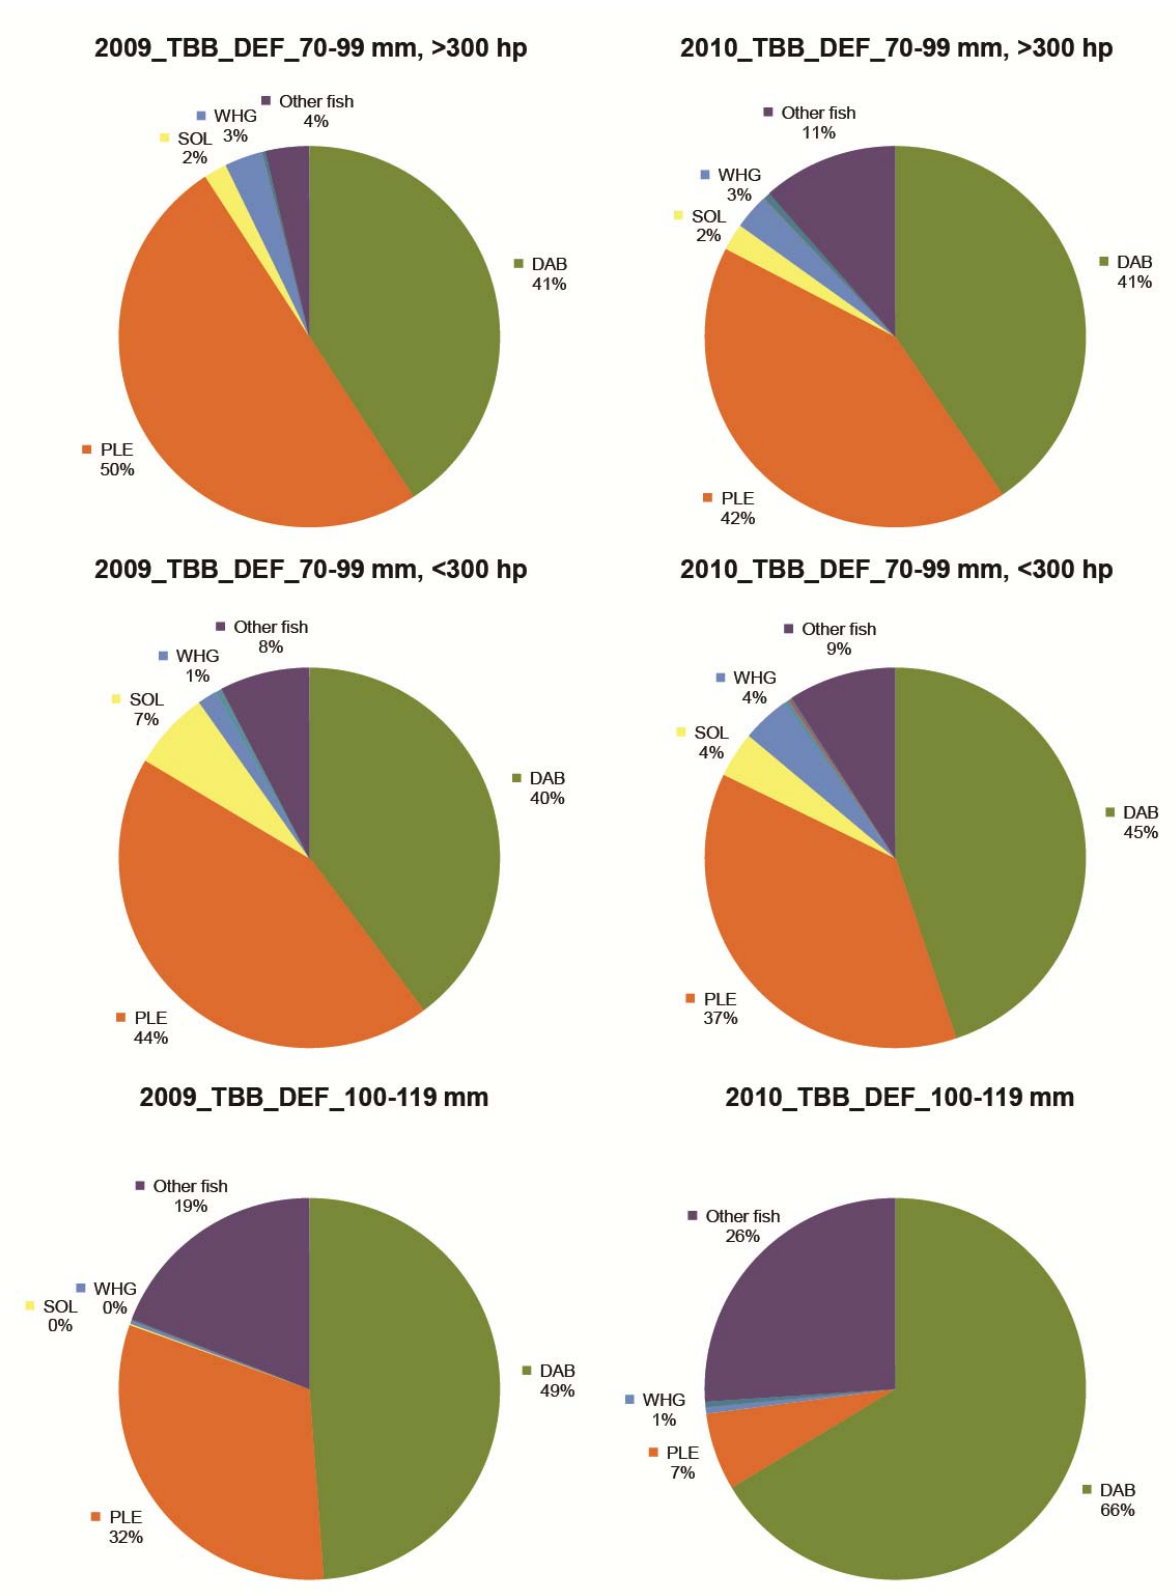 2009_TBB_DEF_70-99 mm, >300 hp
Other fish
4%
WHG
3%
SOL
2%
DAB
41%
PLE
50%
2010_TBB_DEF_70-99 mm, >300 hp
Other fish
11%
WHG
3%
SOL
2%
DAB
41%
PLE
42%
2009_TBB_DEF_70-99 mm, <300 hp
Other fish
8%
WHG
1%
SOL
7%
DAB
40%
PLE
44%
2010_TBB_DEF_70-99 mm, <300 hp
Other fish
9%
WHG
4%
SOL
4%
DAB
45%
PLE
37%
2009_TBB_DEF_100-119 mm
Other fish
19%
WHG
0%
SOL
0%
DAB
49%
PLE
32%
2010_TBB_DEF_100-119 mm
Other fish
26%
WHG
1%
PLE
7%
DAB
66%